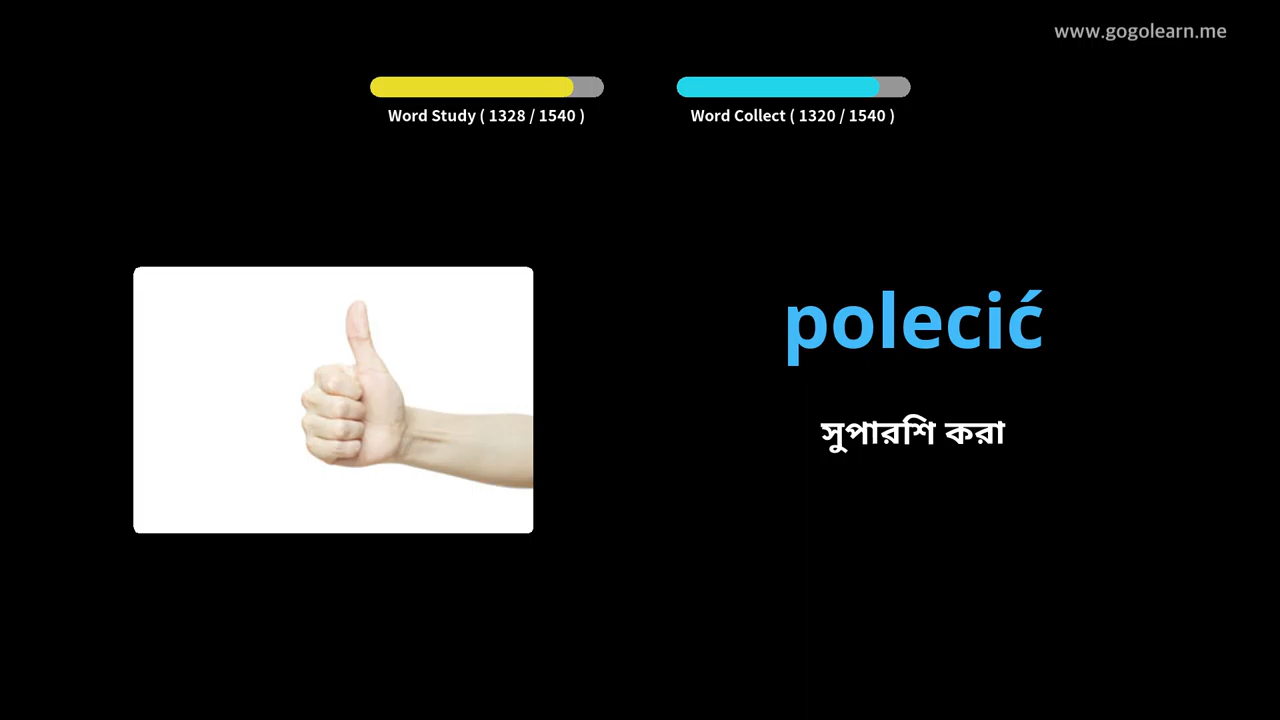 www.gogolearn.me
Word Study ( 1328 / 1540 )
Word Collect ( 1320 / 1540 )
polecić
সুপারশি করা